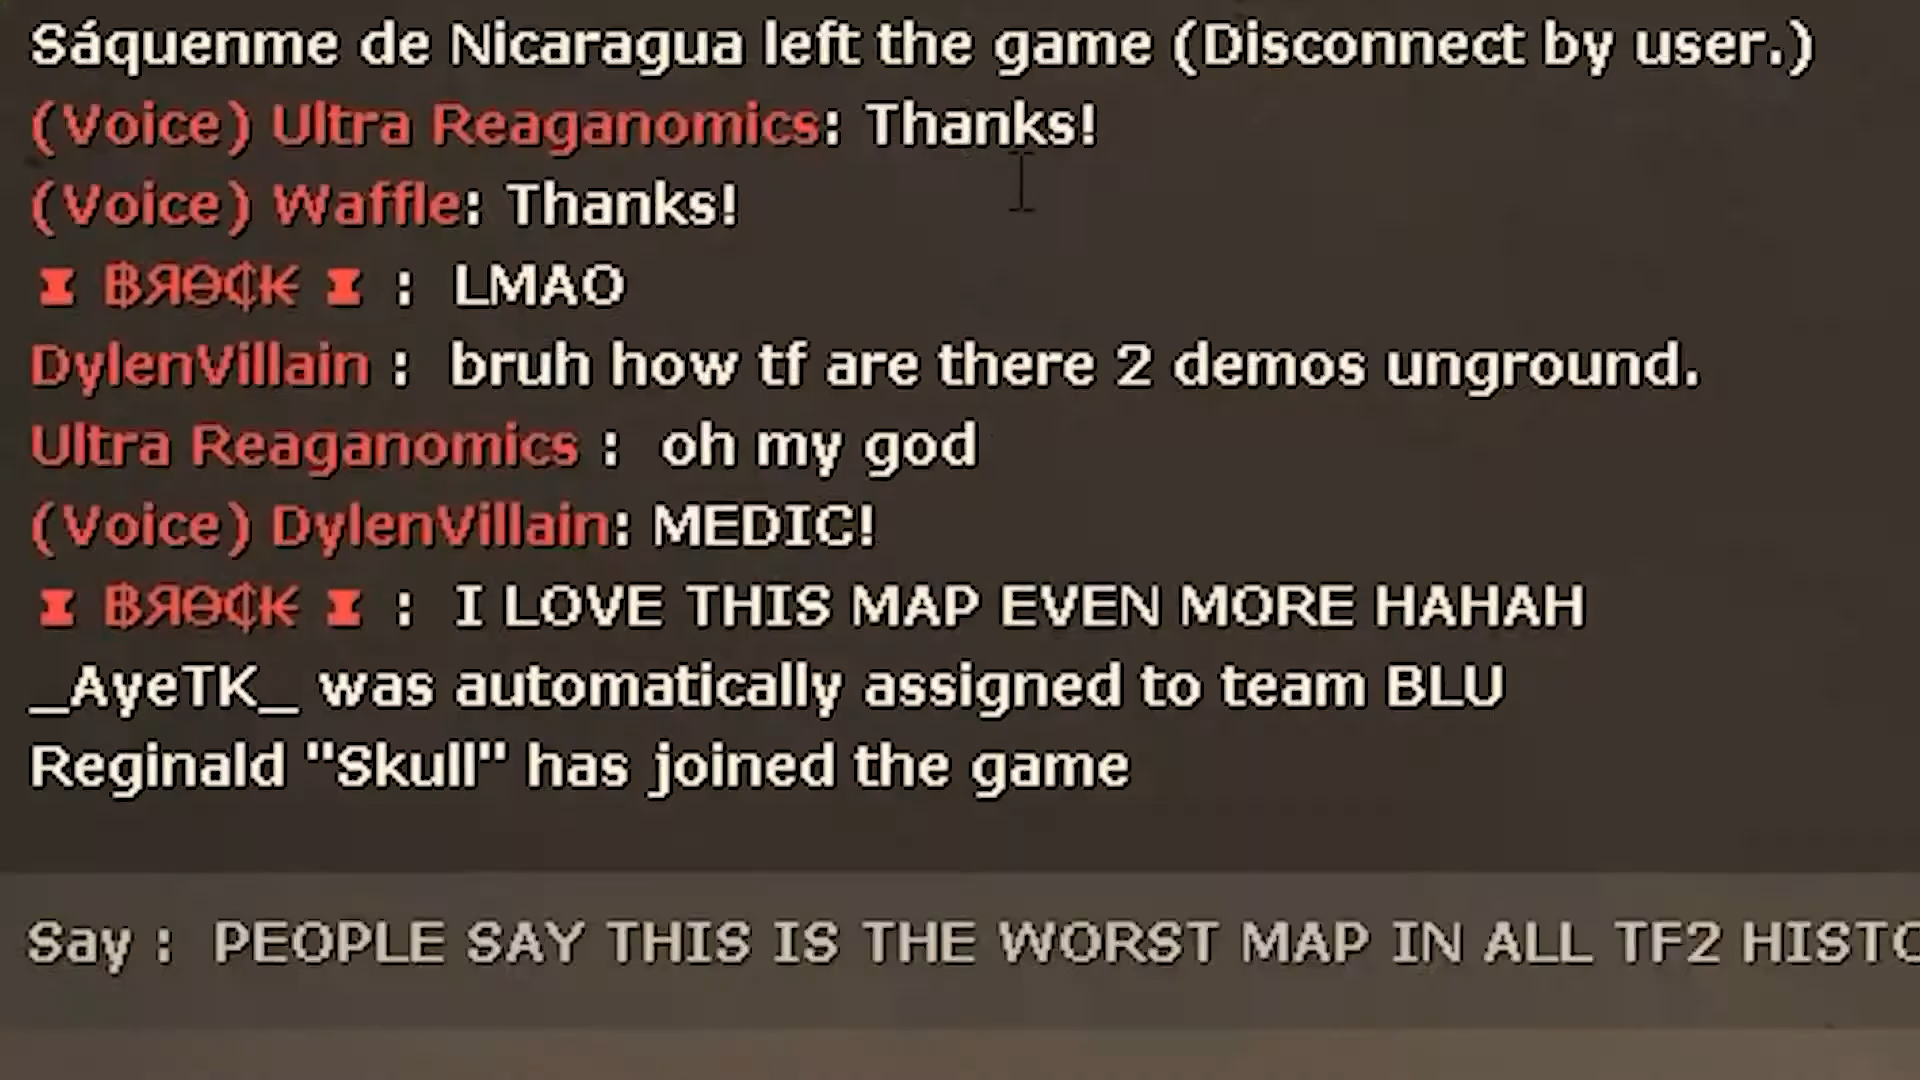 Sáquenme de Nicaragua left the game (Disconnect by user.)
(Voice) Ultra Reaganomics: Thanks!
(Voice) Waffle: Thanks!
⧗ ฿ЯӨ₵₭ ⧗ :  LMAO
DylenVillain :  bruh how tf are there 2 demos unground.
Ultra Reaganomics :  oh my god
(Voice) DylenVillain: MEDIC!
⧗ ฿ЯӨ₵₭ ⧗ :  I LOVE THIS MAP EVEN MORE HAHAH
_AyeTK_ was automatically assigned to team BLU
Reginald "Skull" has joined the game
Say :  PEOPLE SAY THIS IS THE WORST MAP IN ALL TF2 HISTO